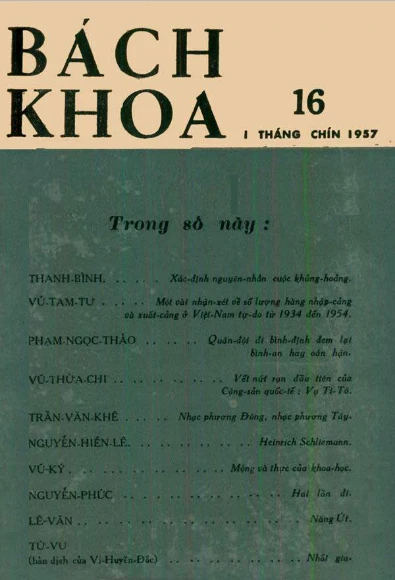 BÁCH
KHOA
16
1 THÁNG CHÍN 1957
Trong số này :
THANH-BÌNH. . . . . . Xác-định nguyên-nhân cuộc khủng-hoảng.
VŨ-TAM-TƯ . . . . . Một vài nhận-xét về số lượng hàng nhập-cảng
và xuất-cảng ở Việt-Nam tự-do từ 1934 đến 1954.
PHẠM-NGỌC-THẢO . . . . Quân-đội đi bình-định đem lại
bình-an hay oán hận.
VŨ-THỪA-CHI . . . . . . . . . . . Vết nứt rạn đầu tiên của
Cộng-sản quốc-tế : Vụ Ti-Tô.
TRẦN-VĂN-KHÊ . . . . Nhạc phương Đông, nhạc phương Tây.
NGUYỄN-HIẾN-LÊ. . . . . . . . . . . . Heinrich Schliemann.
VŨ-KÝ . . . . . . . . . . . . . Mộng và thực của khoa-học.
NGUYỄN-PHÚC . . . . . . . . . . . . . . . Hai lần đi.
LÊ-VĂN . . . . . . . . . . . . . . . . . . . Nàng Út.
TỪ-VU
(bản dịch của Vi-Huyền-Đắc) . . . . . . . Nhất gia-